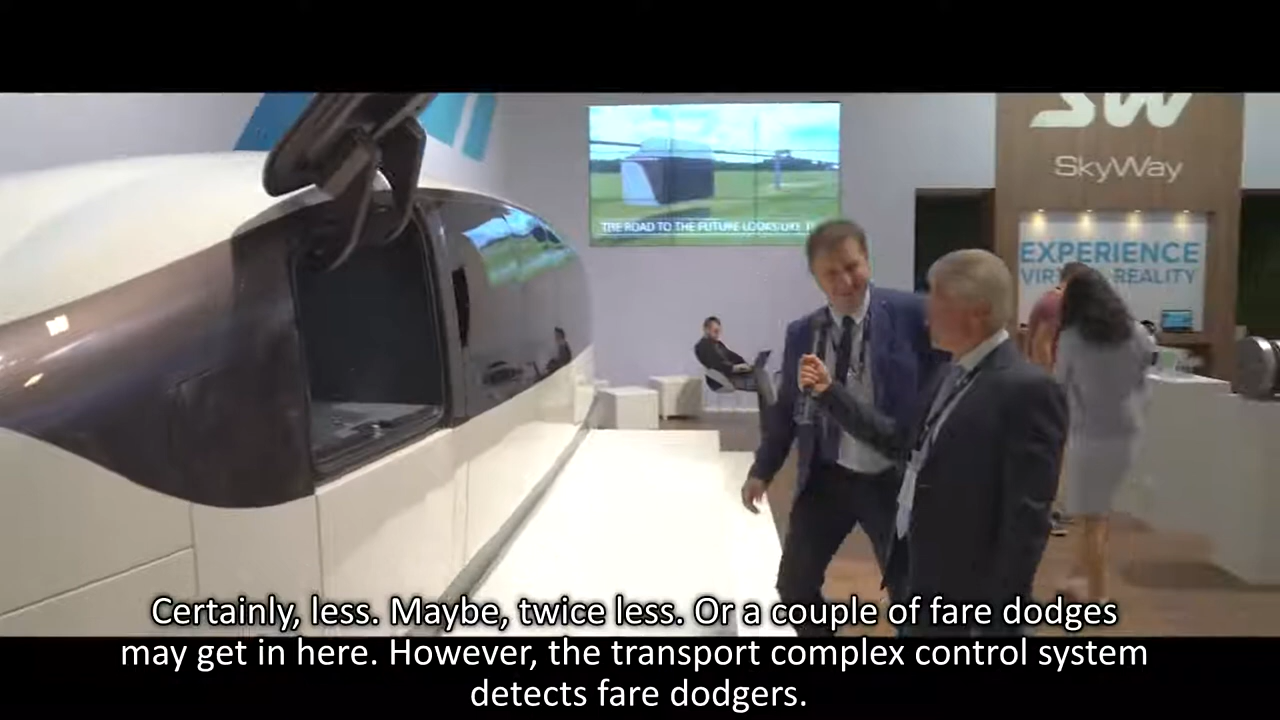 SW
SkyWay
THE ROAD TO THE FUTURE LOOKS LIKE
EXPERIENCE
VIRTUAL REALITY
Certainly, less. Maybe, twice less. Or a couple of fare dodges
may get in here. However, the transport complex control system
detects fare dodgers.